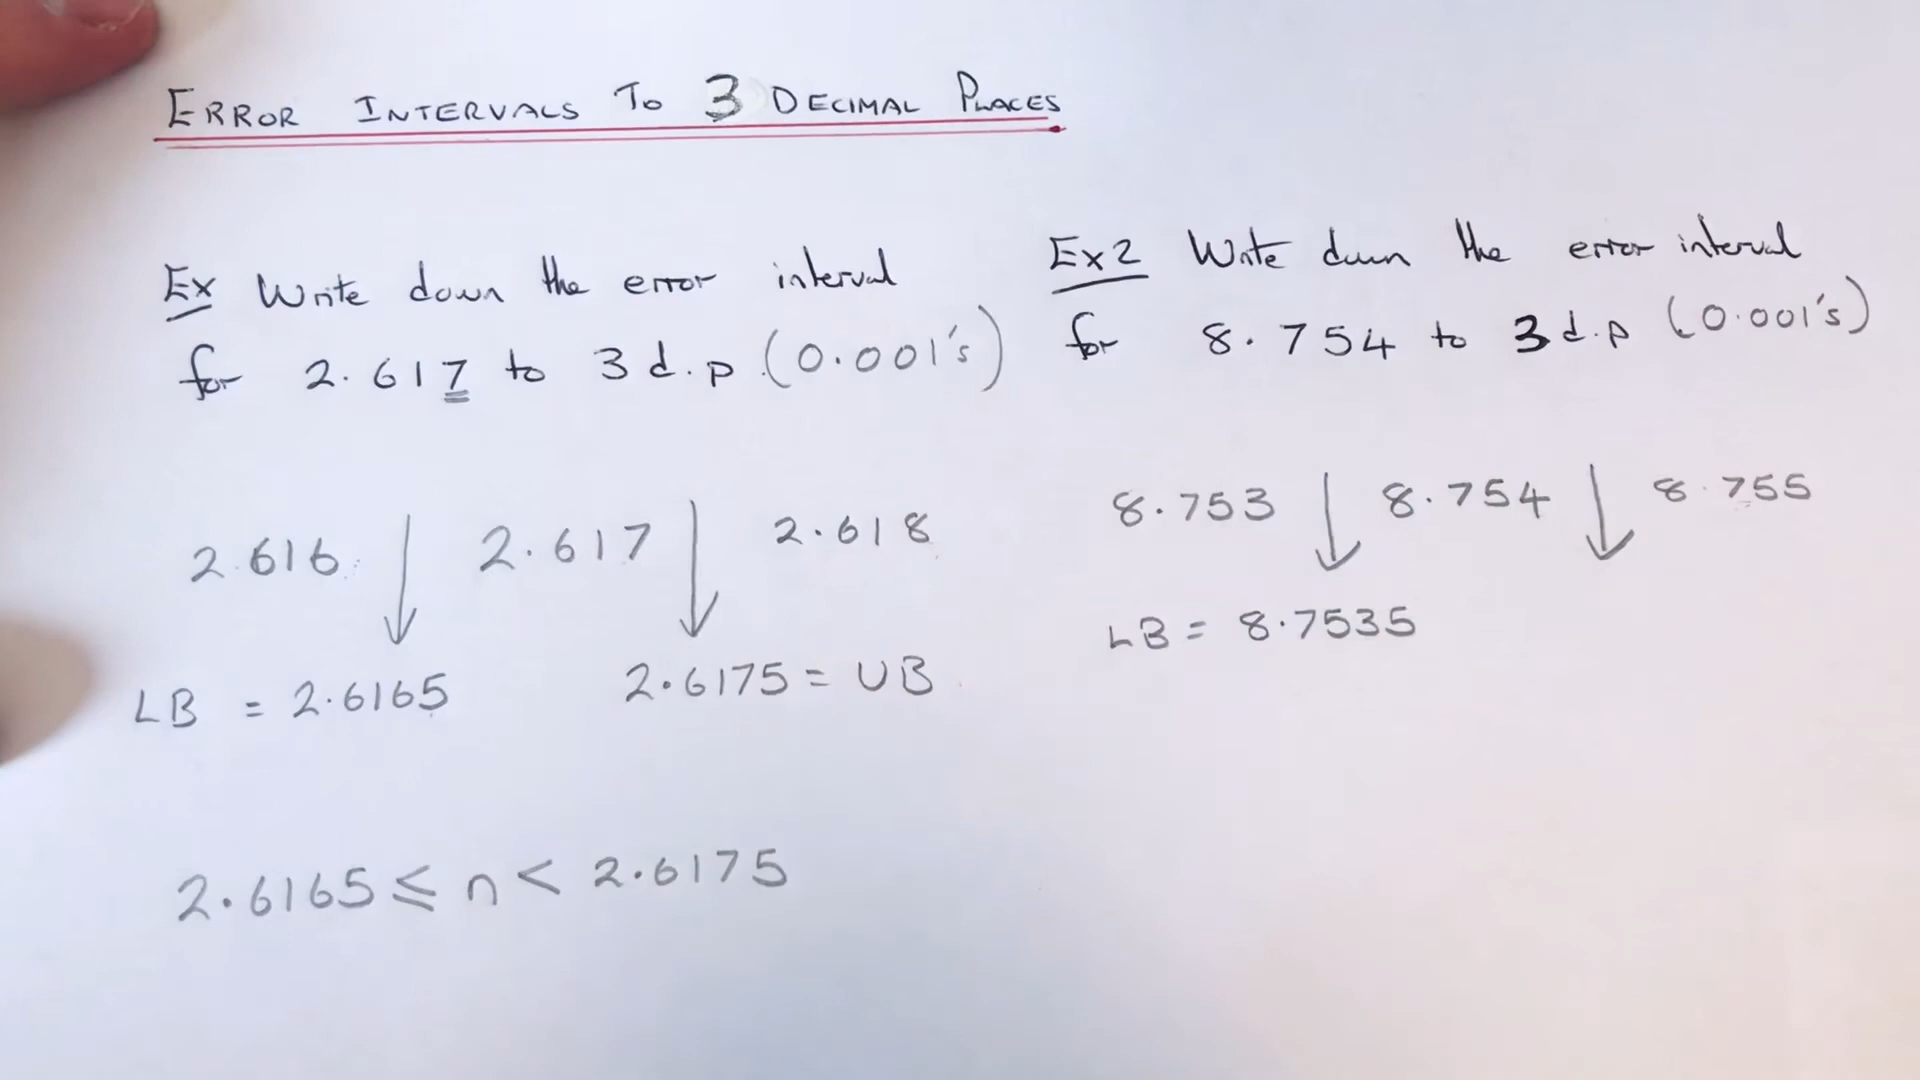 ERROR INTERVALS TO 3 DECIMAL PLACES
Ex Write down the error interval
for 2.617 to 3 d.p (0.001's)
2.616 2.617 2.618
LB = 2.6165 2.6175 = UB
2.6165 ≤ n < 2.6175
Ex2 Write down the error interval
for 8.754 to 3 d.p (0.001's)
8.753 8.754 8.755
LB = 8.7535